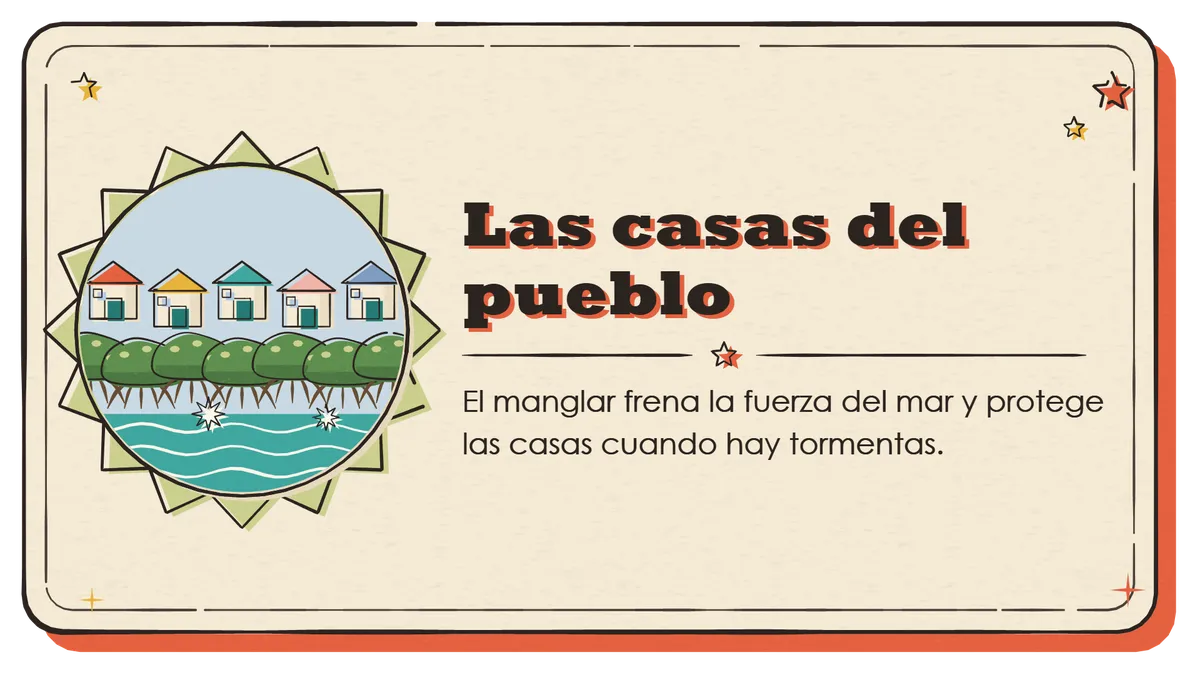 Las casas del
pueblo
El manglar frena la fuerza del mar y protege
las casas cuando hay tormentas.